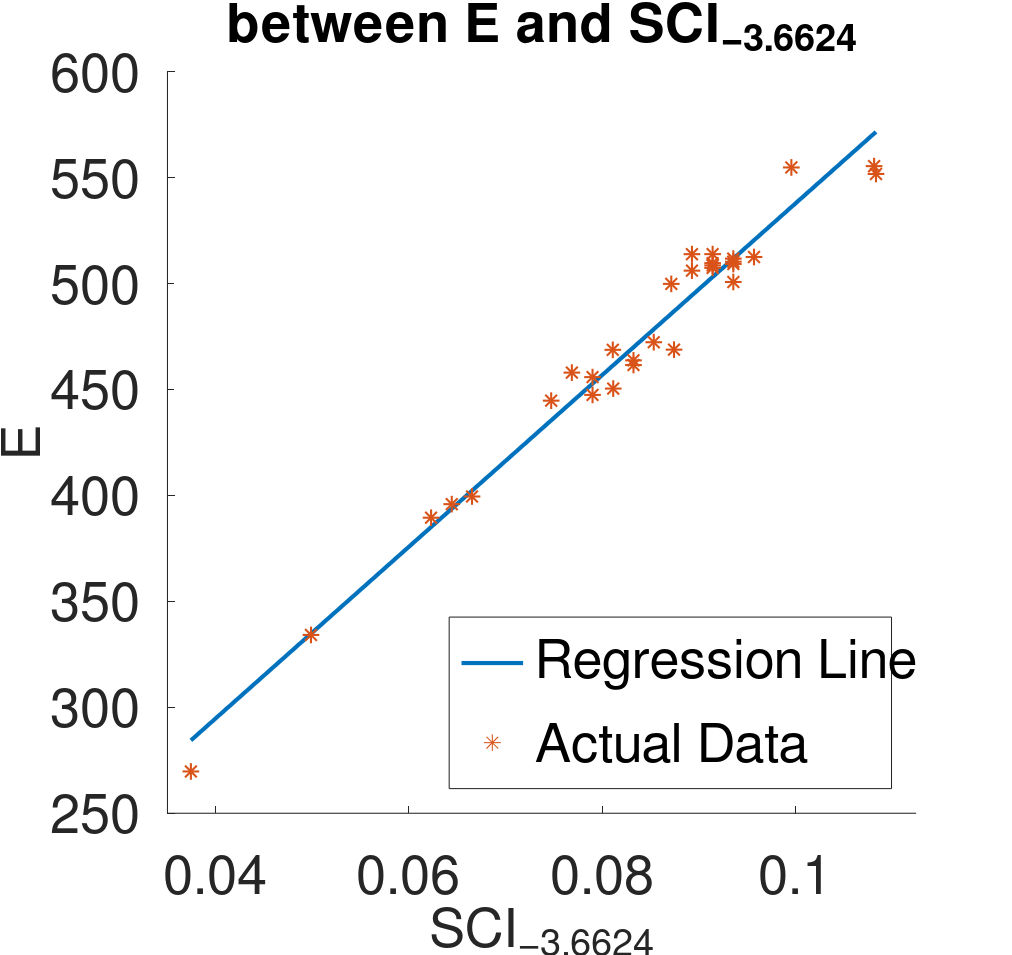 between E and SCI₋₃.₆₆₂₄
600
550
500
450
400
350
300
250
E
Regression Line
Actual Data
0.04 0.06 0.08 0.1
SCI₋₃.₆₆₂₄